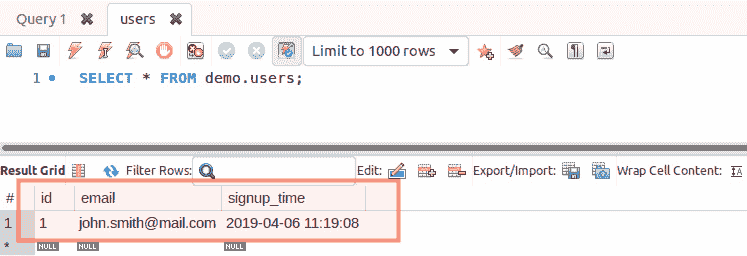 Query 1 users
Limit to 1000 rows
1 SELECT * FROM demo.users;
Result Grid Filter Rows: Edit: Export/Import: Wrap Cell Content:
# id email signup_time
1 1 john.smith@mail.com 2019-04-06 11:19:08
* NULL NULL NULL